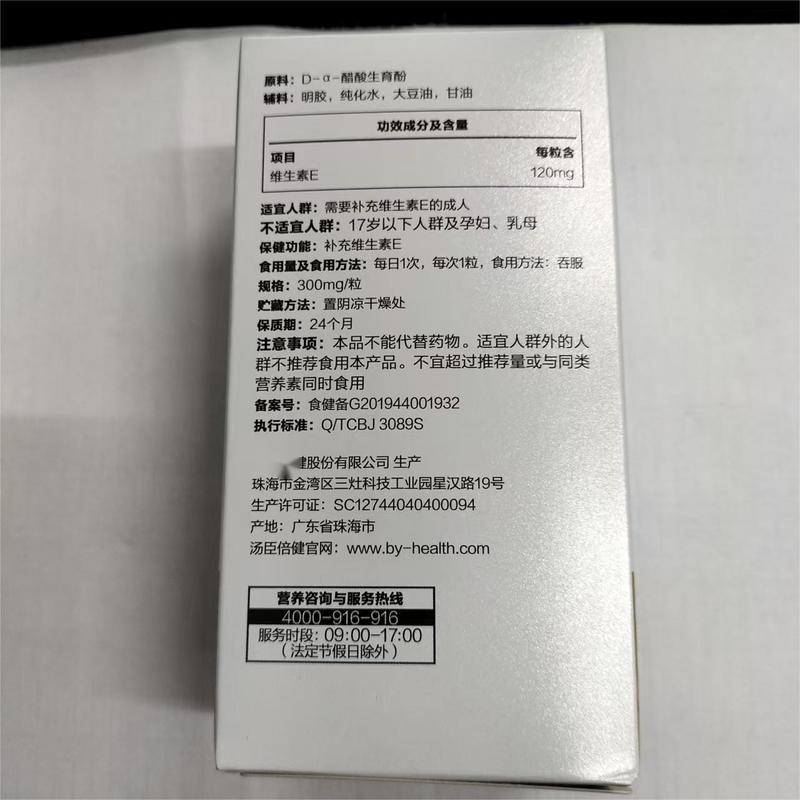 原料：D-α-醋酸生育酚
辅料：明胶，纯化水，大豆油，甘油
功效成分及含量
项目 每粒含
维生素E 120mg
适宜人群：需要补充维生素E的成人
不适宜人群：17岁以下人群及孕妇、乳母
保健功能：补充维生素E
食用量及食用方法：每日1次，每次1粒，食用方法：吞服
规格：300mg/粒
贮藏方法：置阴凉干燥处
保质期：24个月
注意事项：本品不能代替药物。适宜人群外的人
群不推荐食用本产品。不宜超过推荐量或与同类
营养素同时食用
备案号：食健备G201944001932
执行标准：Q/TCBJ 3089S
健股份有限公司 生产
珠海市金湾区三灶科技工业园星汉路19号
生产许可证：SC12744040400094
产地：广东省珠海市
汤臣倍健官网：www.by-health.com
营养咨询与服务热线
4000-916-916
服务时段：09:00-17:00
（法定节假日除外）